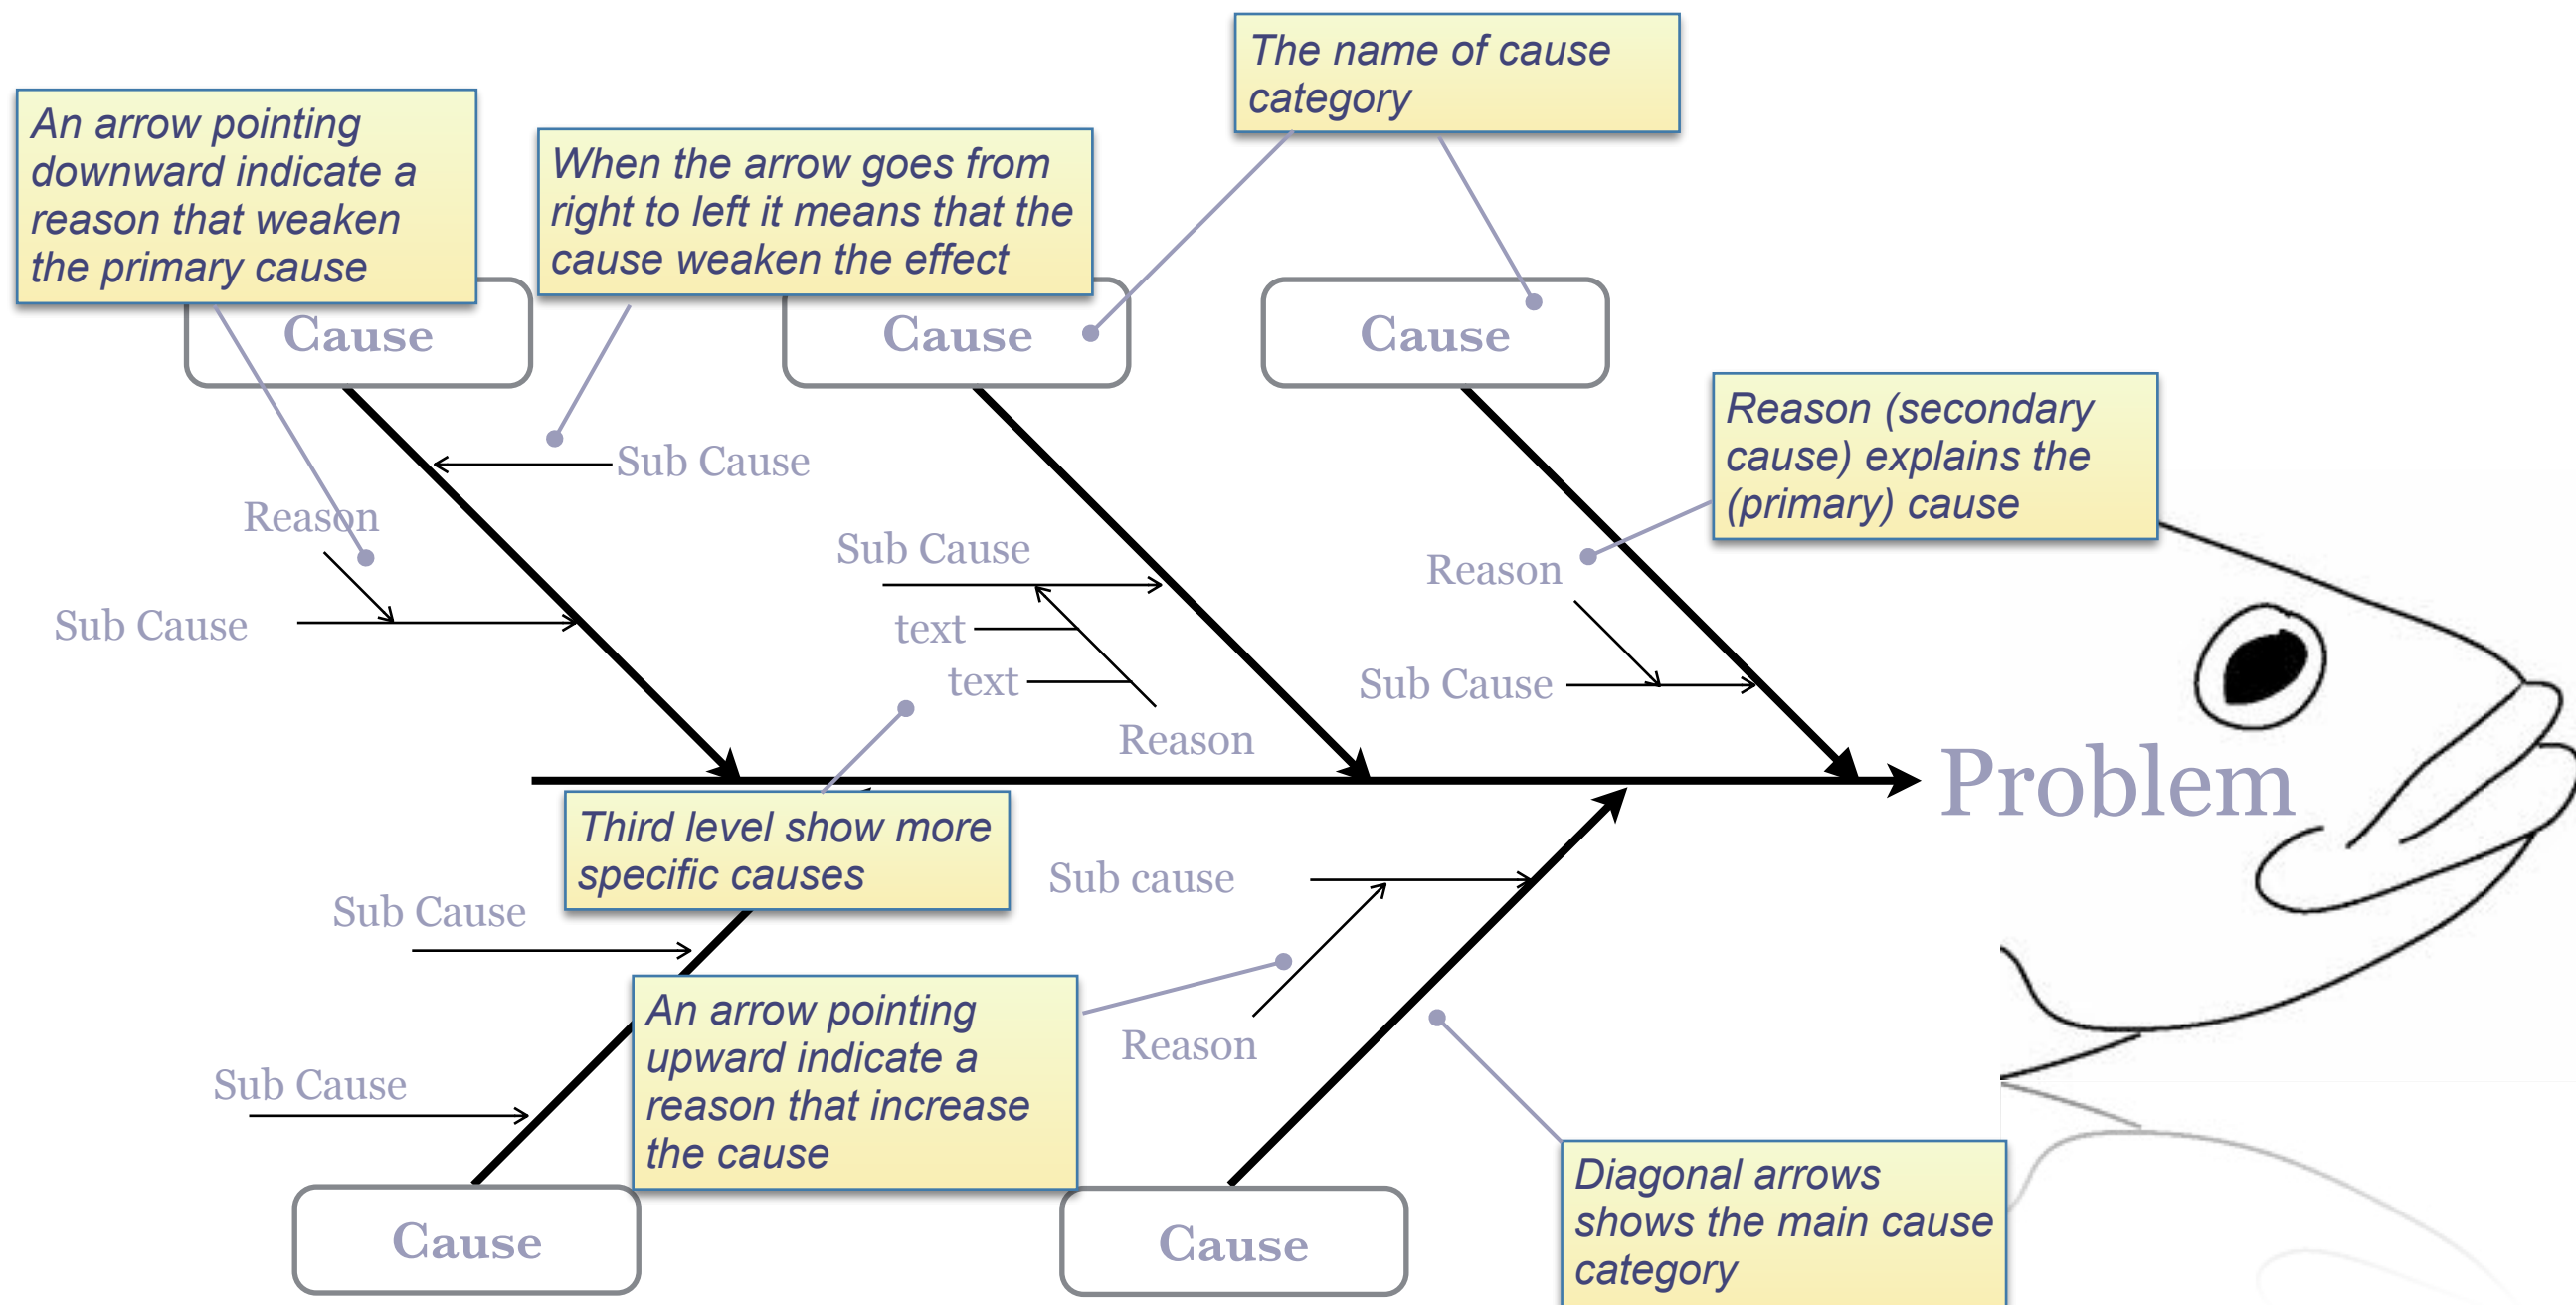 The name of cause
category
An arrow pointing
downward indicate a
reason that weaken
the primary cause
When the arrow goes from
right to left it means that the
cause weaken the effect
Cause
Cause
Cause
Reason (secondary
cause) explains the
(primary) cause
Sub Cause
Reason
Sub Cause
Sub Cause
text
text
Reason
Reason
Sub Cause
Problem
Third level show more
specific causes
Sub cause
Sub Cause
An arrow pointing
upward indicate a
reason that increase
the cause
Reason
Sub Cause
Diagonal arrows
shows the main cause
category
Cause
Cause